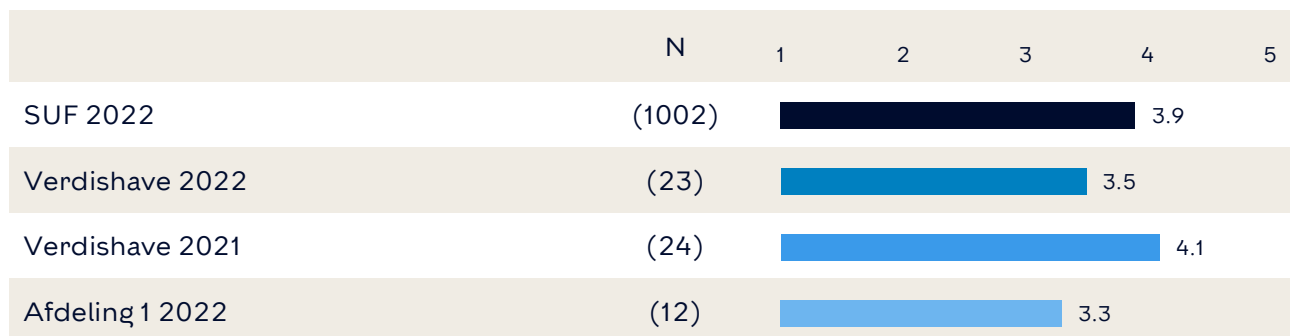 N 1 2 3 4 5
SUF 2022 (1002) 3.9
Verdishave 2022 (23) 3.5
Verdishave 2021 (24) 4.1
Afdeling 1 2022 (12) 3.3